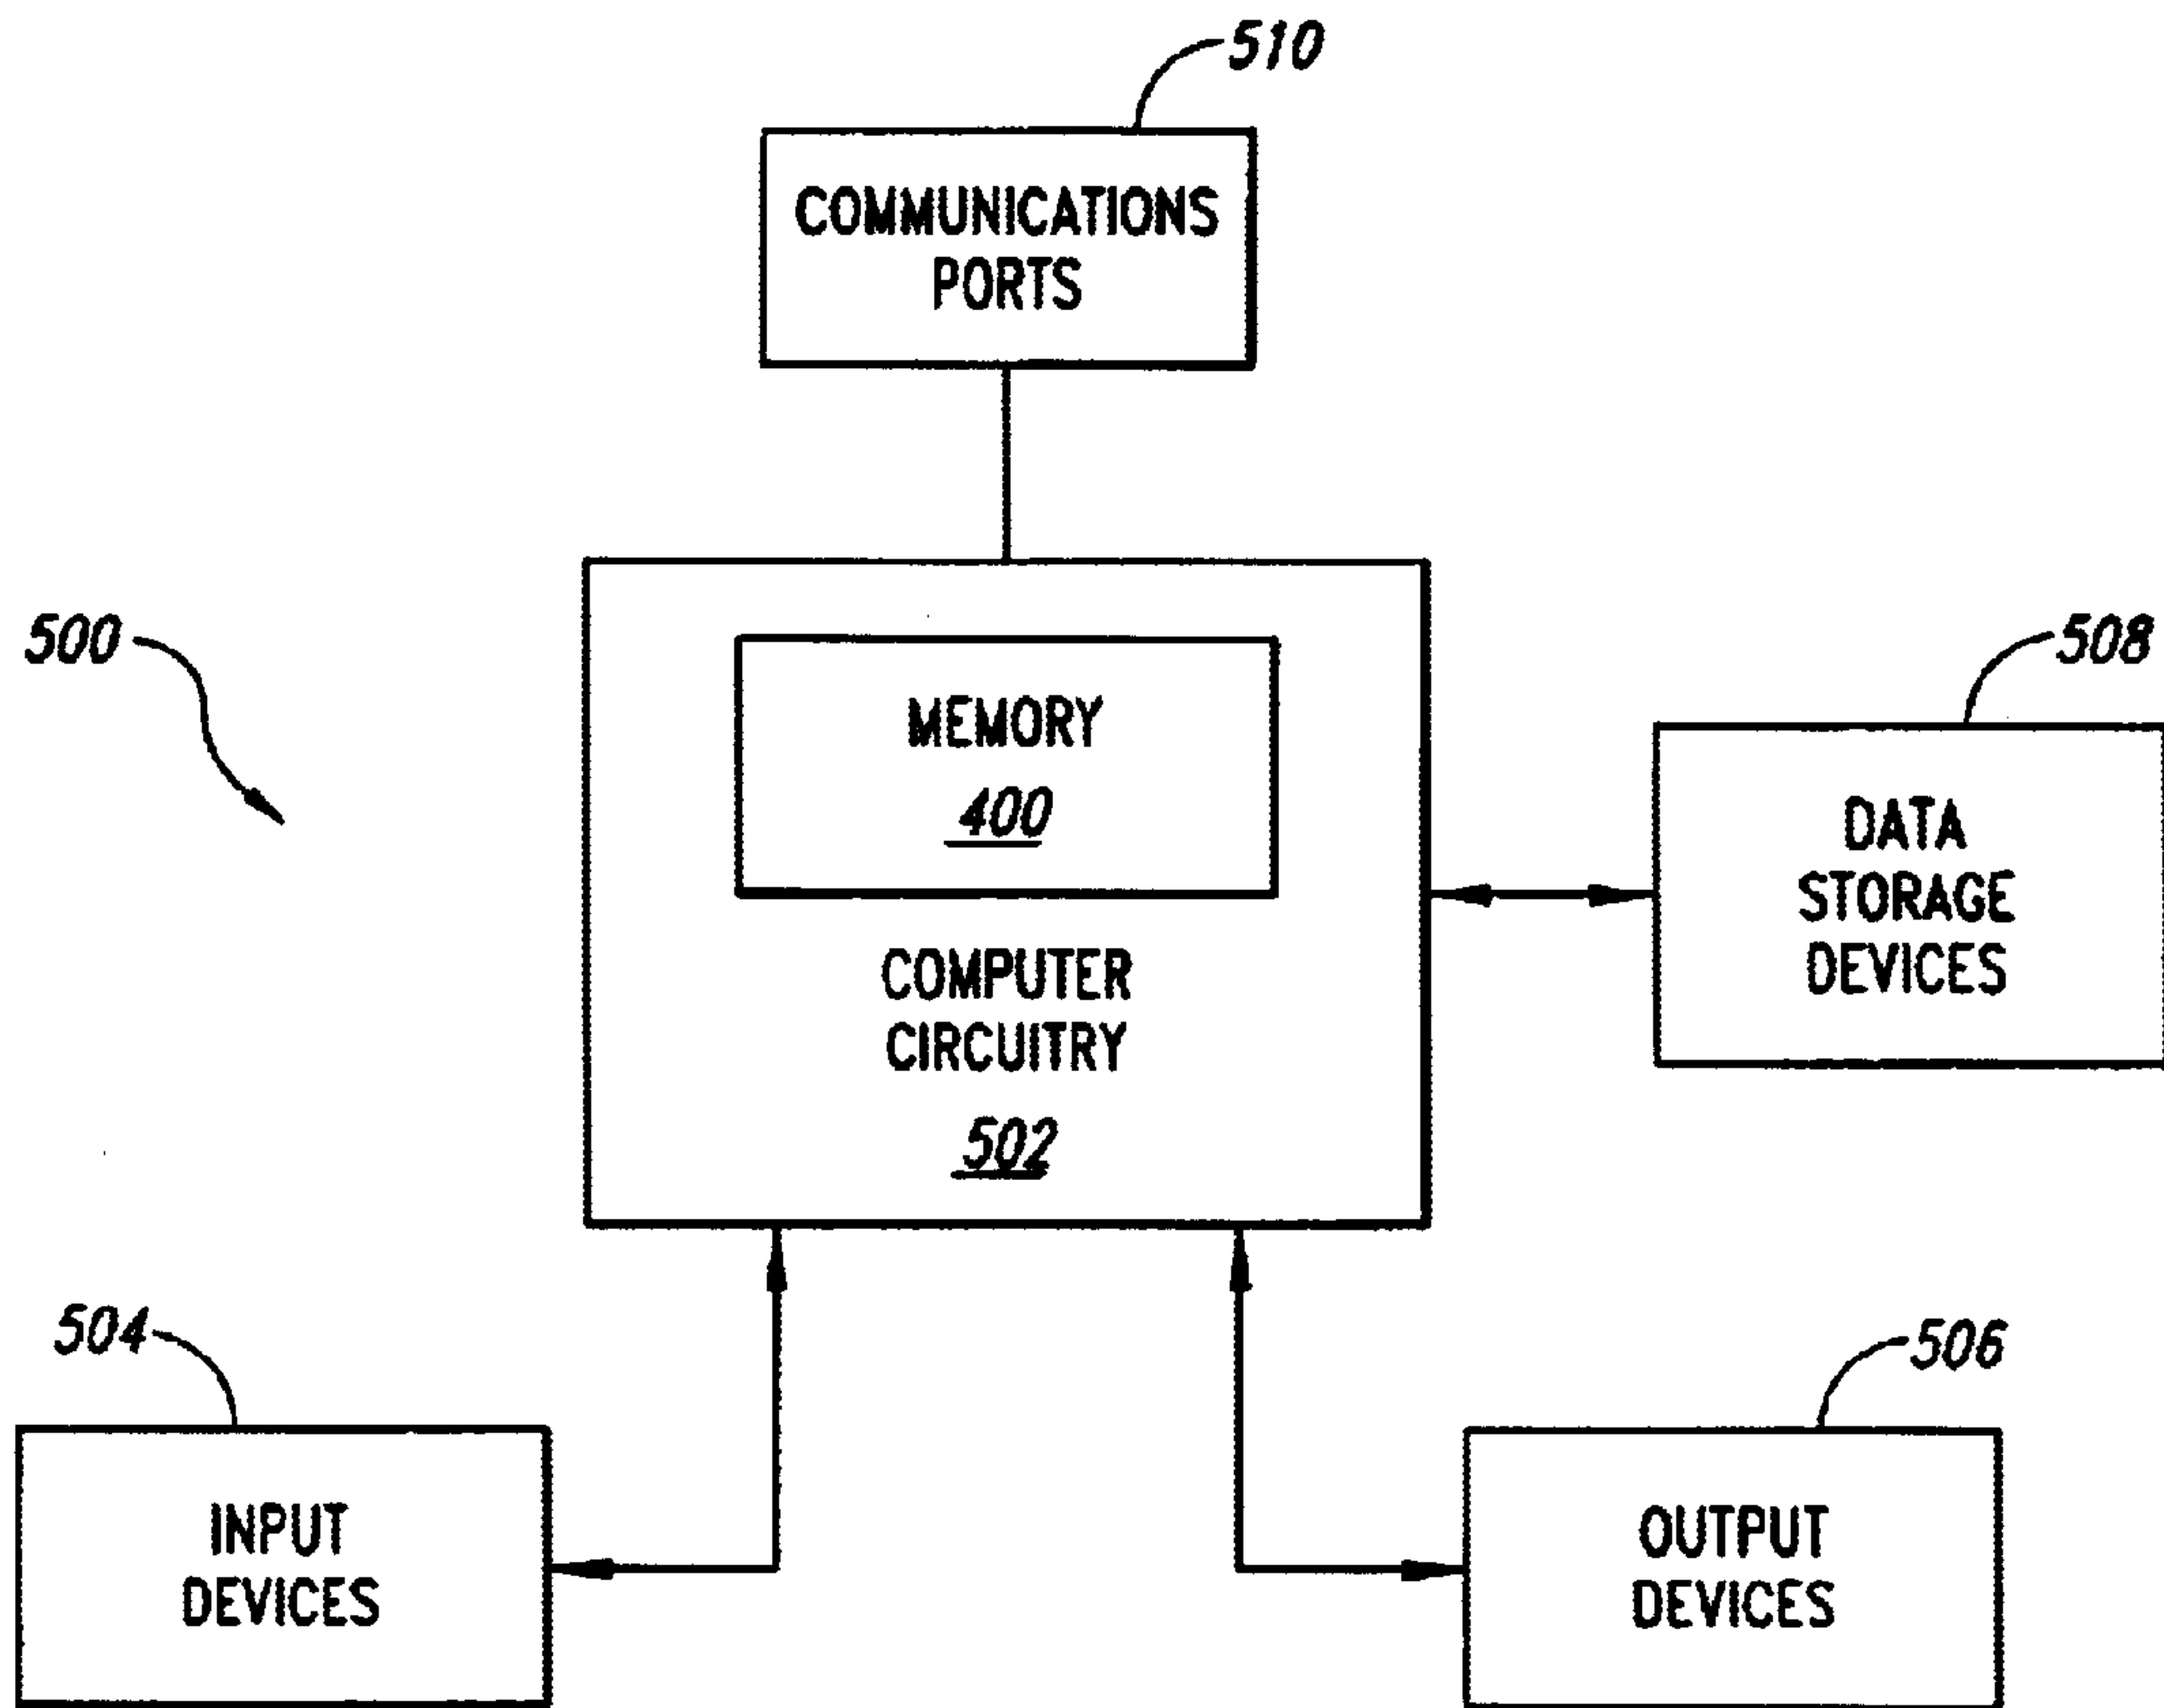 510
COMMUNICATIONS
PORTS
500
508
MEMORY
400
DATA
STORAGE
DEVICES
COMPUTER
CIRCUITRY
502
504
506
INPUT
DEVICES
OUTPUT
DEVICES